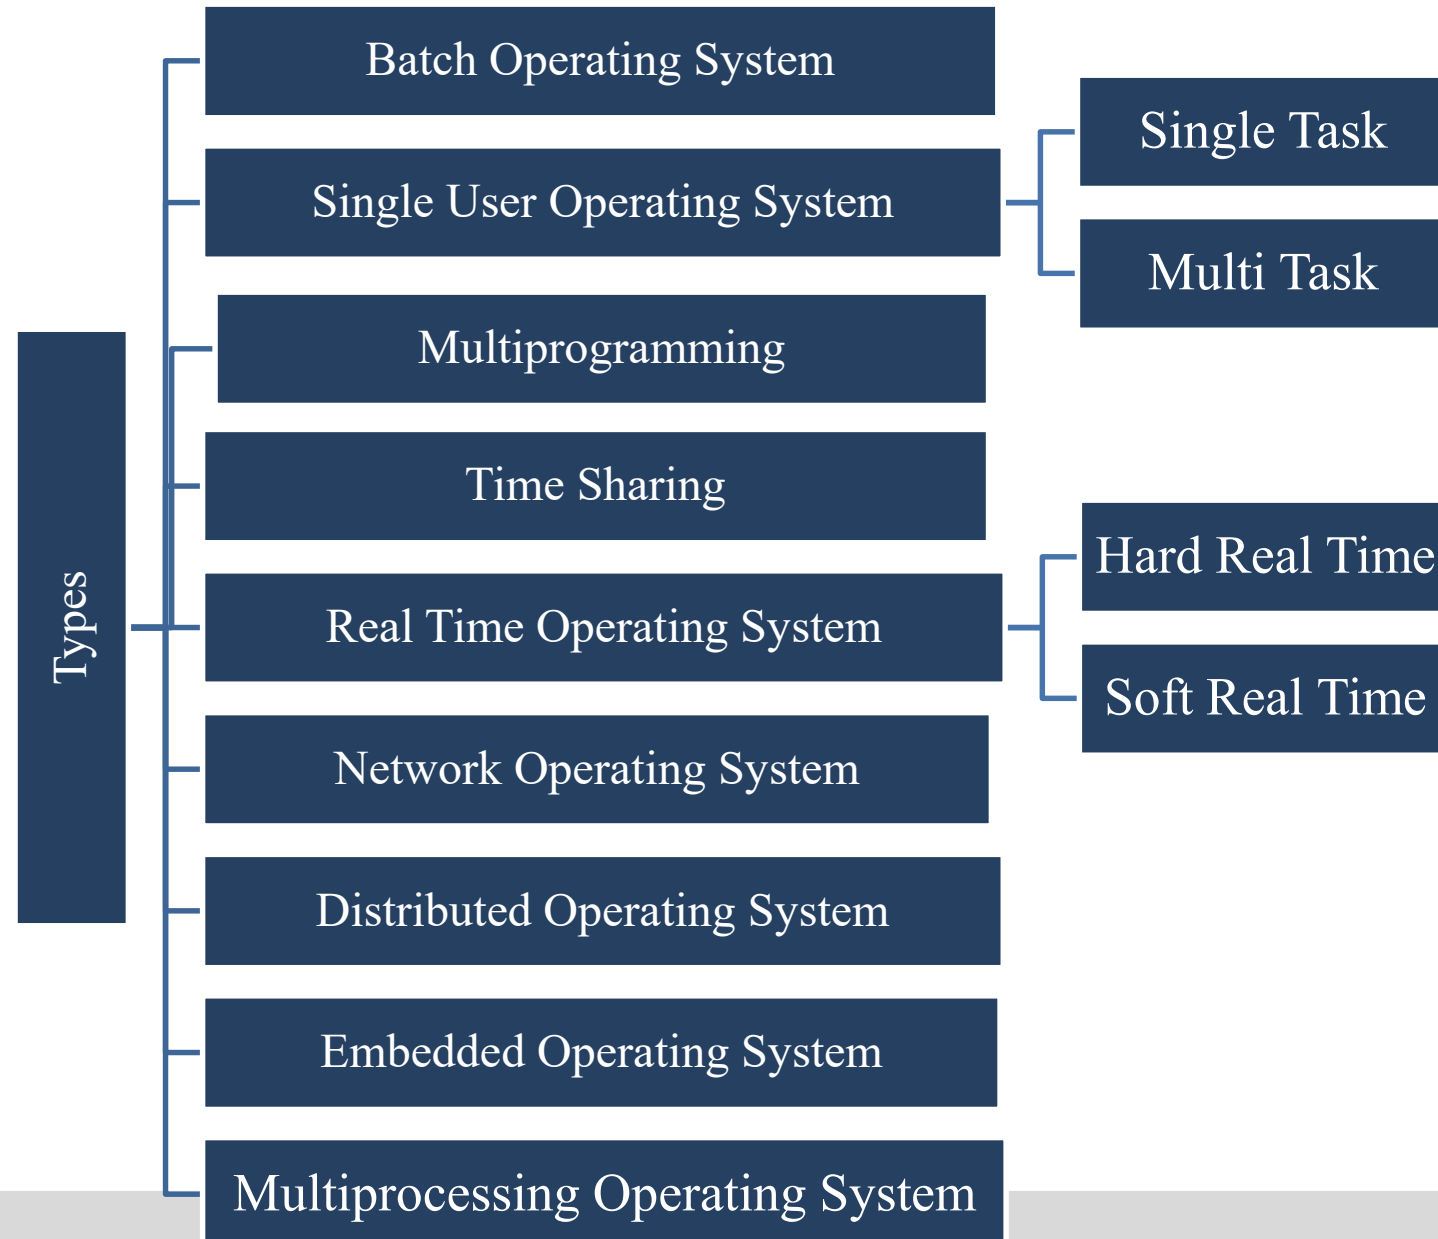 Types
Batch Operating System
Single User Operating System
Single Task
Multi Task
Multiprogramming
Time Sharing
Real Time Operating System
Hard Real Time
Soft Real Time
Network Operating System
Distributed Operating System
Embedded Operating System
Multiprocessing Operating System